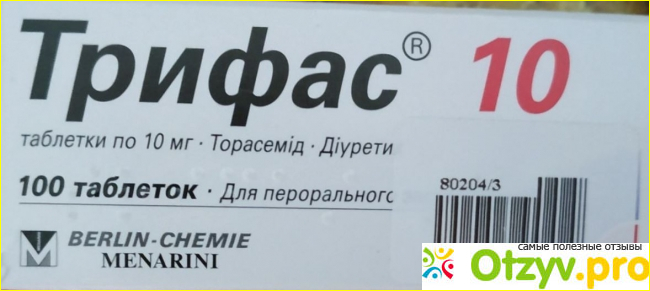 Трифас® 10
таблетки по 10 мг · Торасемід · Діурети
100 таблеток · Для перорального
80204/3
BERLIN-CHEMIE
MENARINI
самые полезные отзывы
Otzyv.pro